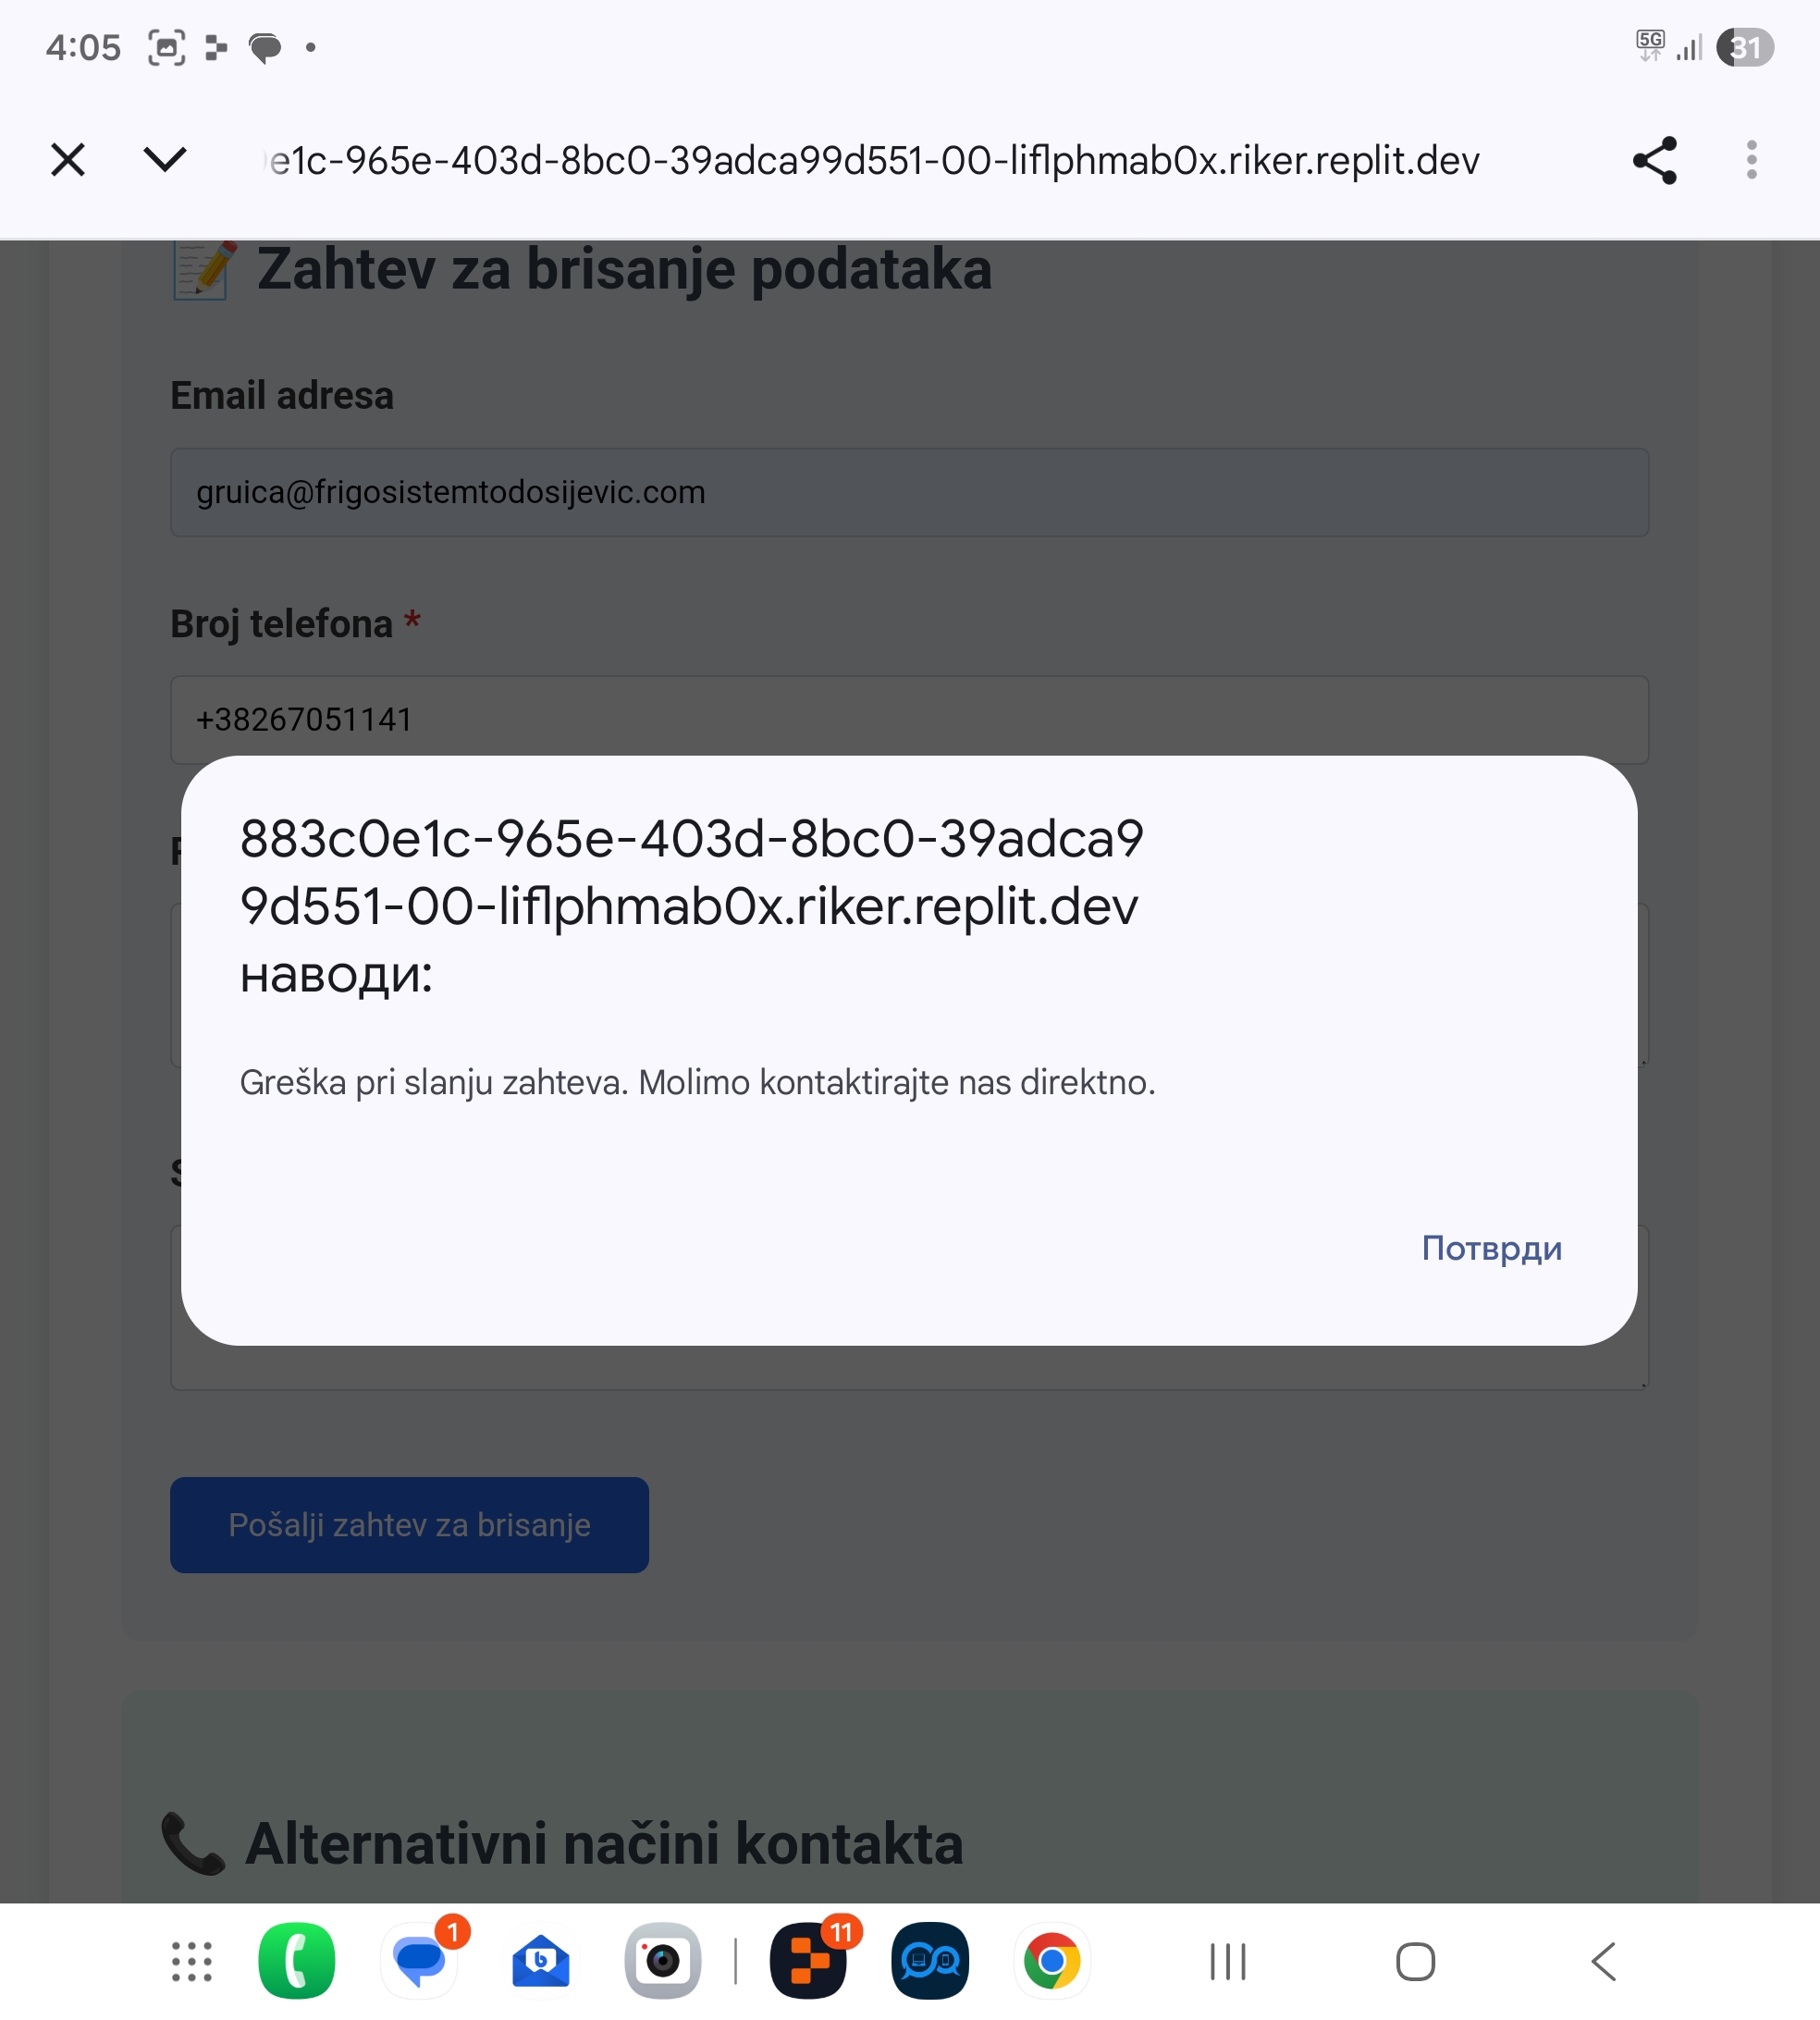 4:05
5G
31
e1c-965e-403d-8bc0-39adca99d551-00-liflphmab0x.riker.replit.dev
Zahtev za brisanje podataka
Email adresa
gruica@frigosistemtodosijevic.com
Broj telefona *
+38267051141
883c0e1c-965e-403d-8bc0-39adca9
9d551-00-liflphmab0x.riker.replit.dev
наводи:
Greška pri slanju zahteva. Molimo kontaktirajte nas direktno.
Потврди
Pošalji zahtev za brisanje
Alternativni načini kontakta
1
11